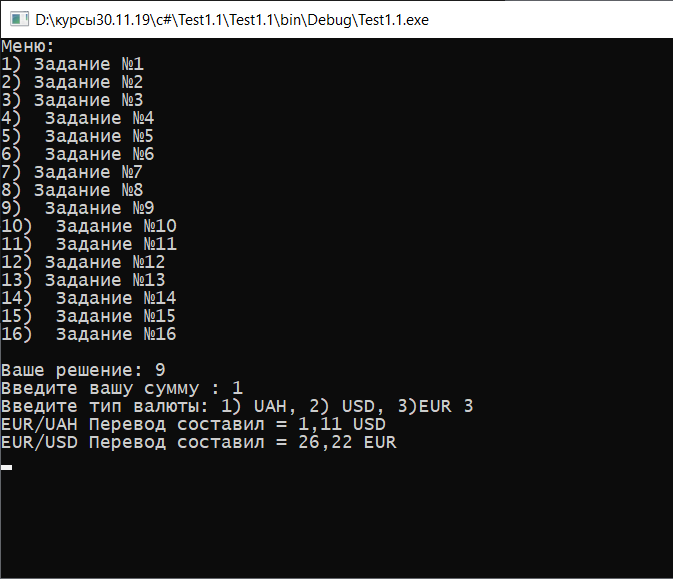 D:\курсы30.11.19\c#\Test1.1\Test1.1\bin\Debug\Test1.1.exe
Меню:
1) Задание №1
2) Задание №2
3) Задание №3
4)  Задание №4
5)  Задание №5
6)  Задание №6
7) Задание №7
8) Задание №8
9)  Задание №9
10)  Задание №10
11)  Задание №11
12) Задание №12
13) Задание №13
14)  Задание №14
15)  Задание №15
16)  Задание №16
Ваше решение: 9
Введите вашу сумму : 1
Введите тип валюты: 1) UAH, 2) USD, 3)EUR 3
EUR/UAH Перевод составил = 1,11 USD
EUR/USD Перевод составил = 26,22 EUR